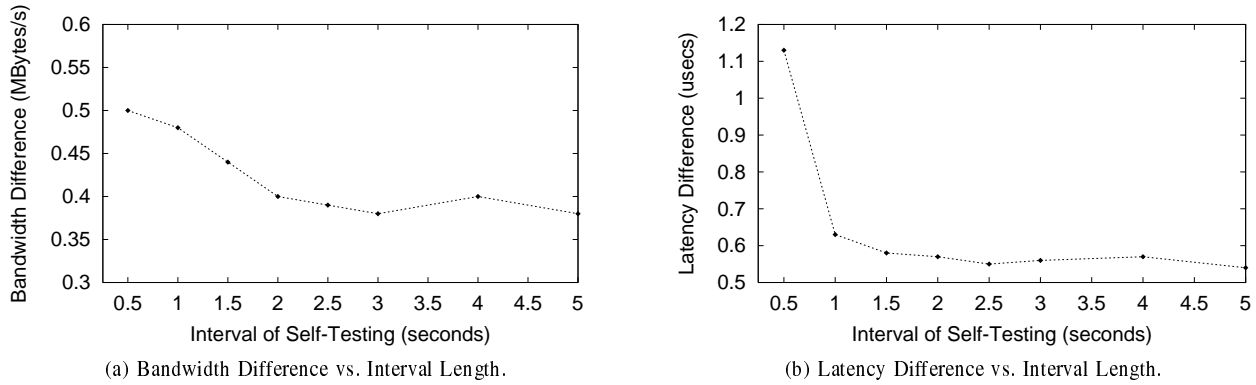 Bandwidth Difference (MBytes/s)
0.6
0.55
0.5
0.45
0.4
0.35
0.3
0.5 1 1.5 2 2.5 3 3.5 4 4.5 5
Interval of Self-Testing (seconds)
(a) Bandwidth Difference vs. Interval Length.
Latency Difference (usecs)
1.2
1.1
1
0.9
0.8
0.7
0.6
0.5
0.5 1 1.5 2 2.5 3 3.5 4 4.5 5
Interval of Self-Testing (seconds)
(b) Latency Difference vs. Interval Length.